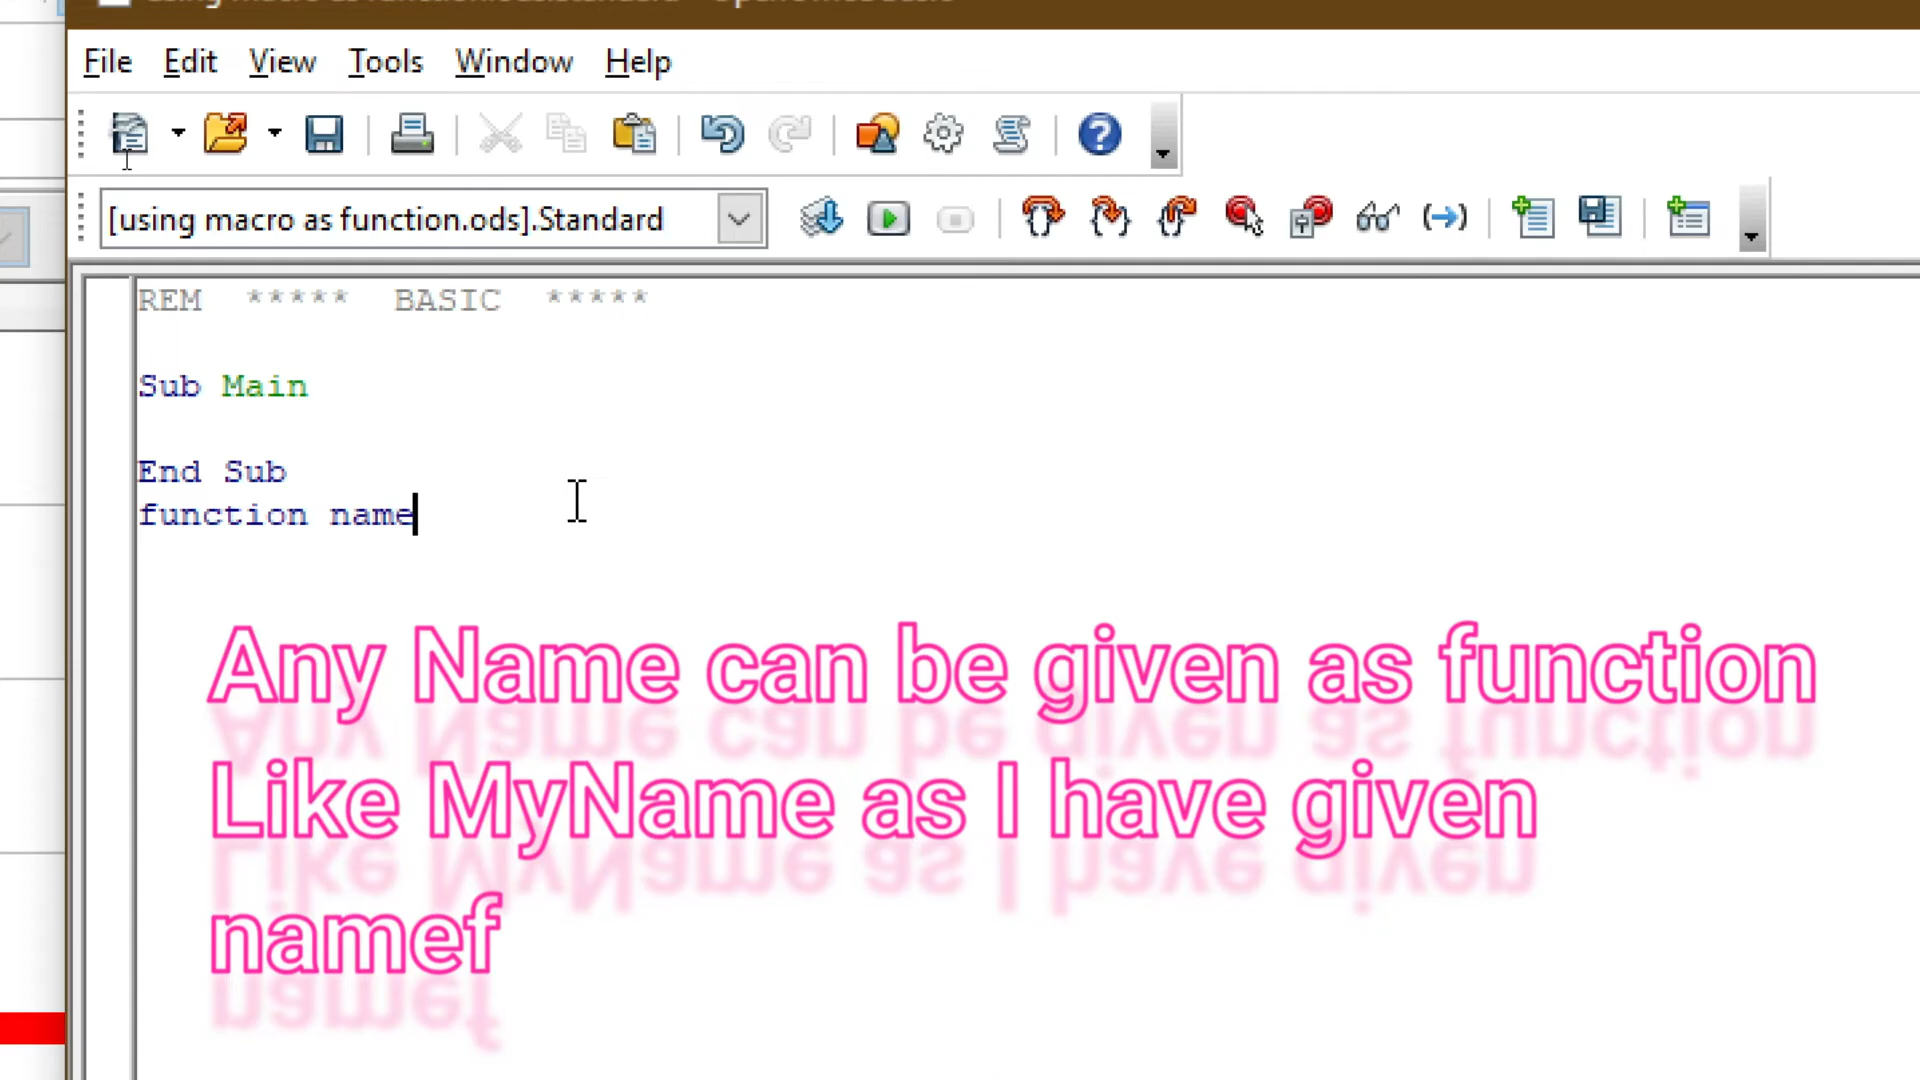 File Edit View Tools Window Help
[using macro as function.ods].Standard
REM ***** BASIC *****
Sub Main
End Sub
function name
Any Name can be given as function
Like MyName as I have given
namef